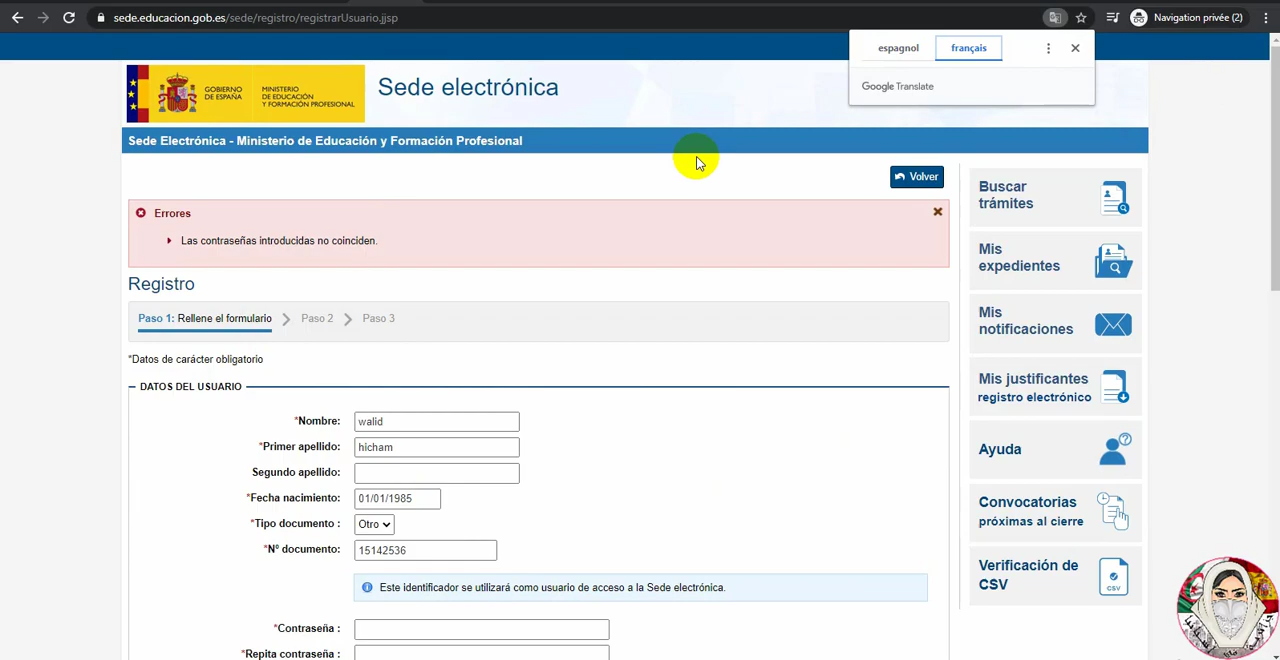 sede.educacion.gob.es/sede/registro/registrarUsuario.jjsp
Navigation privée (2)
espagnol
français
Google Translate
GOBIERNO
DE ESPAÑA
MINISTERIO
DE EDUCACIÓN
Y FORMACIÓN PROFESIONAL
Sede electrónica
Sede Electrónica - Ministerio de Educación y Formación Profesional
Volver
Errores
Las contraseñas introducidas no coinciden.
Registro
Paso 1: Rellene el formulario
Paso 2
Paso 3
*Datos de carácter obligatorio
DATOS DEL USUARIO
*Nombre: walid
*Primer apellido: hicham
Segundo apellido:
*Fecha nacimiento: 01/01/1985
*Tipo documento : Otro
*Nº documento: 15142536
Este identificador se utilizará como usuario de acceso a la Sede electrónica.
*Contraseña :
*Repita contraseña :
Buscar
trámites
Mis
expedientes
Mis
notificaciones
Mis justificantes
registro electrónico
Ayuda
Convocatorias
próximas al cierre
Verificación de
CSV
CSV